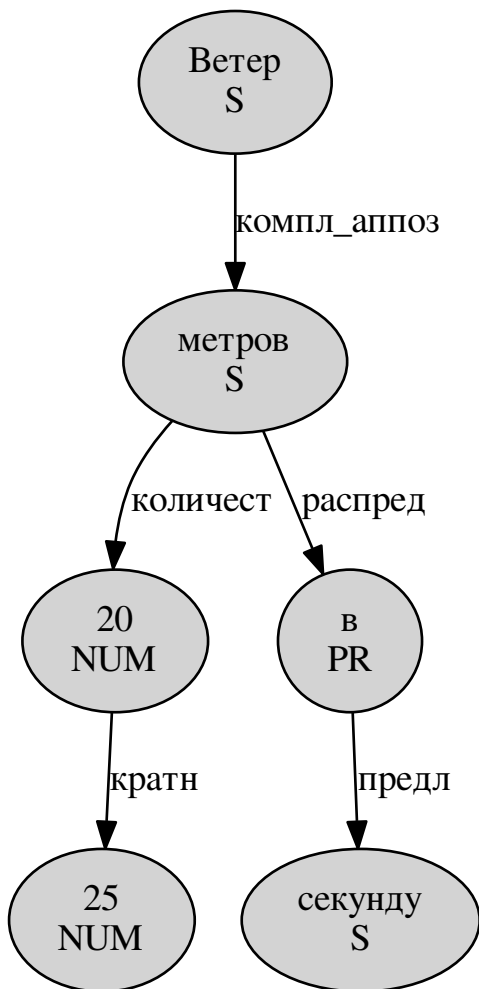 Ветер
S
компл_аппоз
метров
S
количест
распред
20
NUM
в
PR
кратн
предл
25
NUM
секунду
S